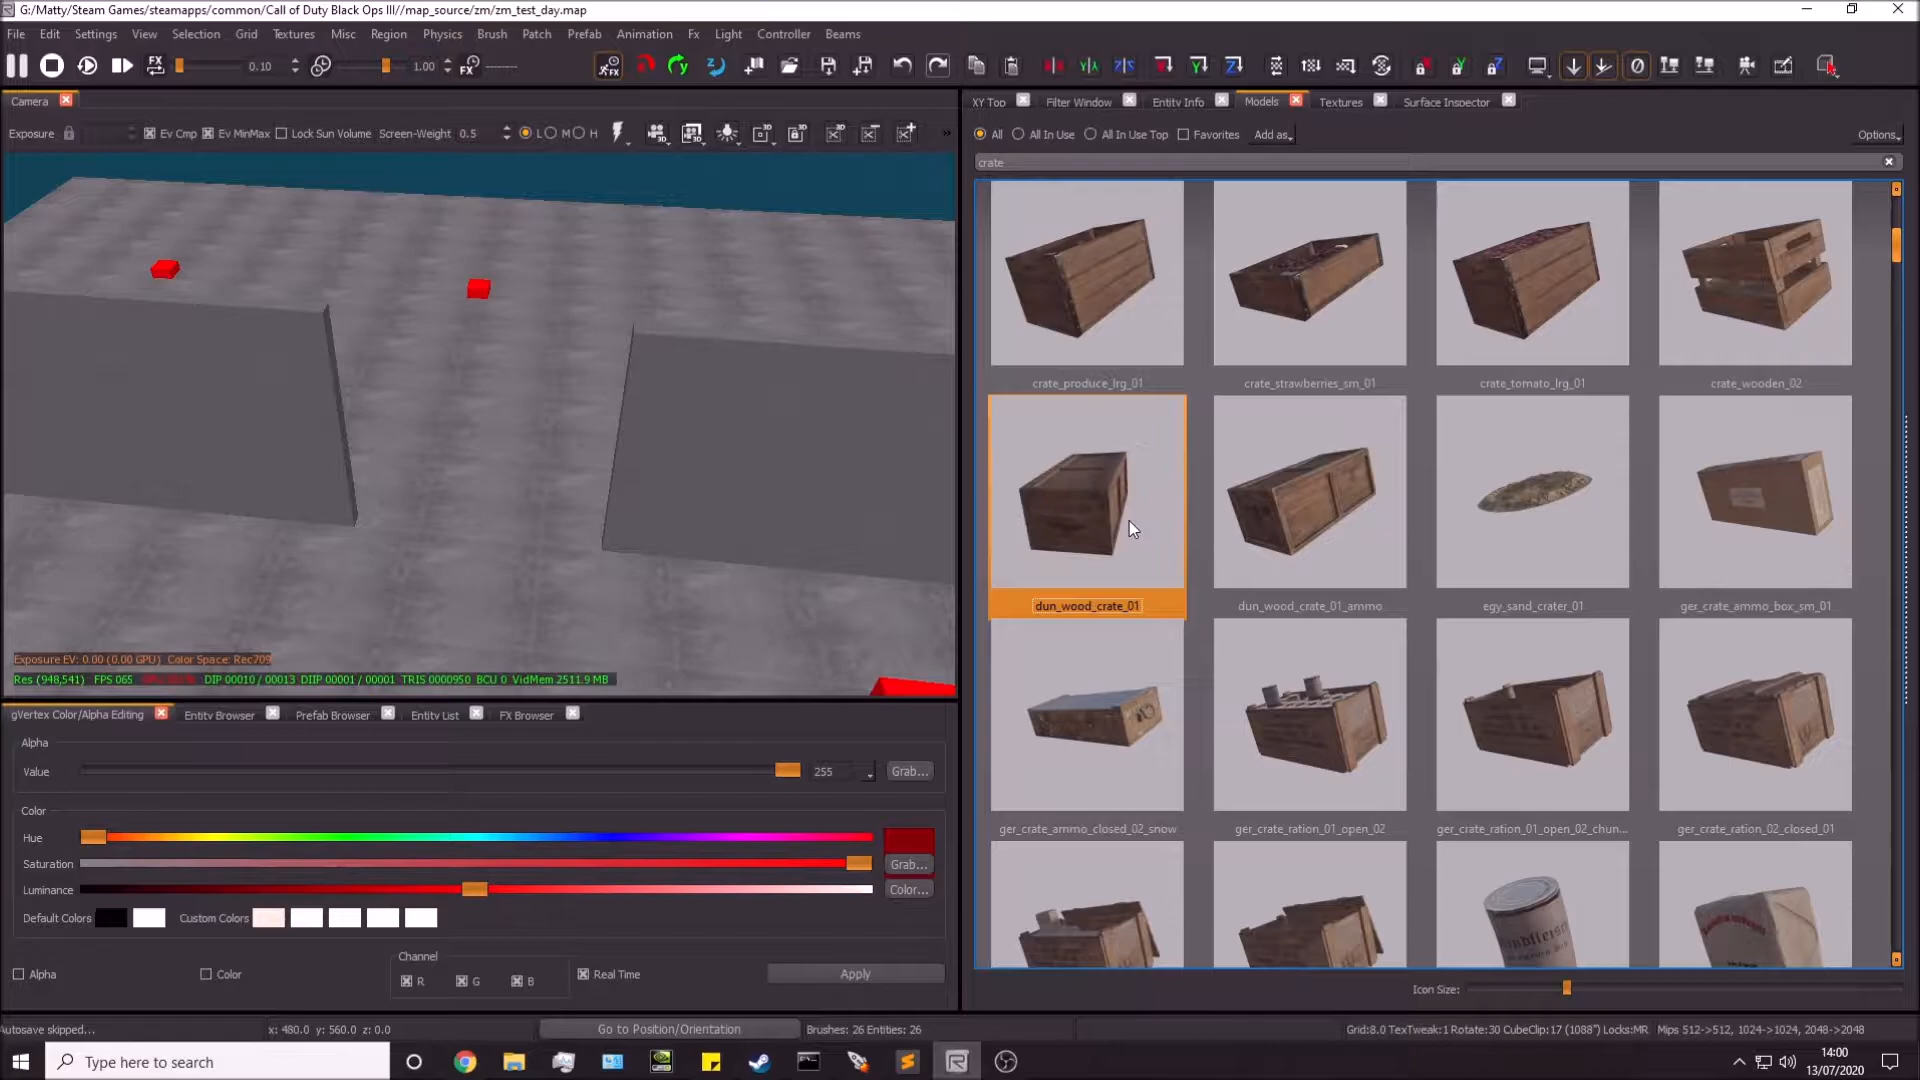 G:/Matty/Steam Games/steamapps/common/Call of Duty Black Ops III//map_source/zm/zm_test_day.map
File Edit Settings View Selection Grid Textures Misc Region Physics Brush Patch Prefab Animation Fx Light Controller Beams
FX 0.10 1.00 FX
Camera
XY Top Filter Window Entity Info Models Textures Surface Inspector
Exposure Ev Cmp Ev MinMax Lock Sun Volume Screen-Weight 0.5 L M H
All All In Use All In Use Top Favorites Add as.. Options..
crate
crate_produce_lrg_01 crate_strawberries_sm_01 crate_tomato_lrg_01 crate_wooden_02
dun_wood_crate_01 dun_wood_crate_01_ammo egy_sand_crater_01 ger_crate_ammo_box_sm_01
ger_crate_ammo_closed_02_snow ger_crate_ration_01_open_02 ger_crate_ration_01_open_02_chun... ger_crate_ration_02_closed_01
Icon Size:
Exposure EV: 0.00 (0.00 GPU) Color Space: Rec709
Res (948,541) FPS 065 DIP 00010 / 00013 DIIP 00001 / 00001 TRIS 0000950 BCU 0 VidMem 2511.9 MB
gVertex Color/Alpha Editing Entity Browser Prefab Browser Entity List FX Browser
Alpha
Value 255 Grab...
Color
Hue
Saturation Grab...
Luminance Color...
Default Colors Custom Colors
Channel
Alpha Color R G B Real Time Apply
Autosave skipped... x: 480.0 y: 560.0 z: 0.0 Go to Position/Orientation Brushes: 26 Entities: 26 Grid:8.0 TexTweak:1 Rotate:30 CubeClip:17 (1088") Locks:MR Mips 512->512, 1024->1024, 2048->2048
Type here to search
14:00
13/07/2020